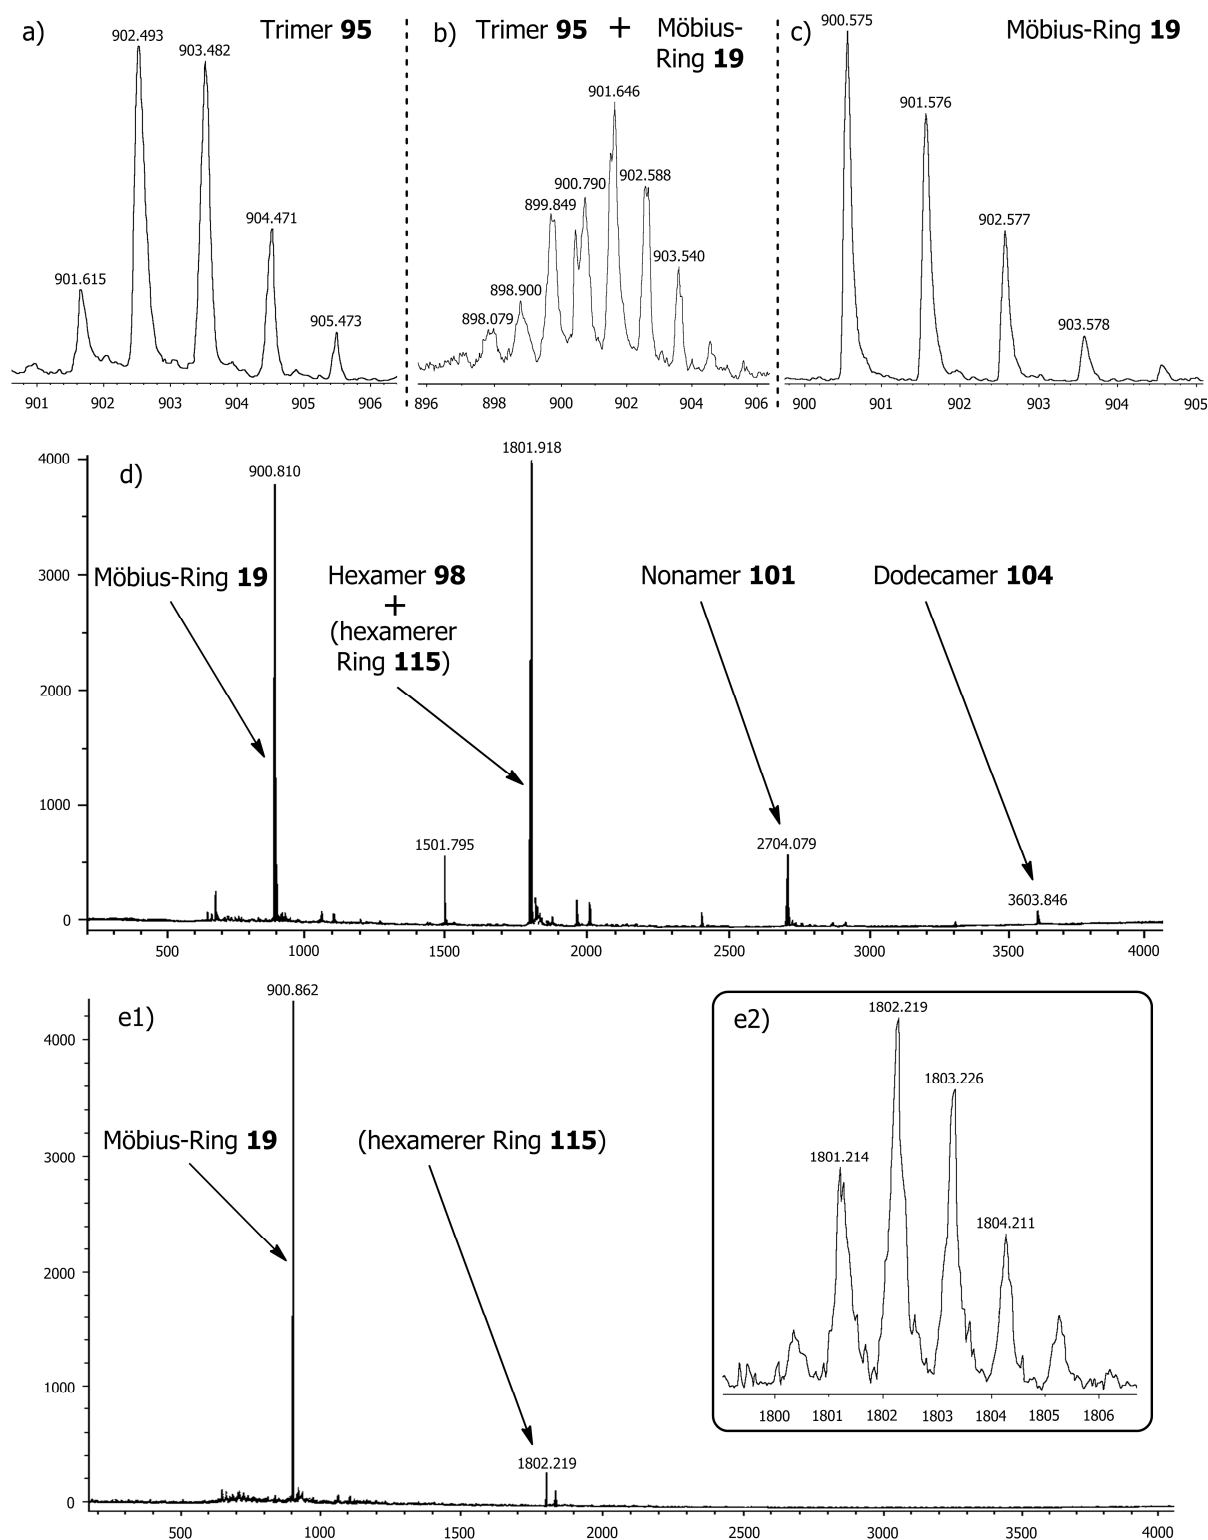 a)
Trimer 95
902.493
903.482
904.471
901.615
905.473
901 902 903 904 905 906
b)
Trimer 95 + Möbius-
Ring 19
901.646
902.588
900.790
899.849
903.540
898.900
898.079
896 898 900 902 904 906
c)
Möbius-Ring 19
900.575
901.576
902.577
903.578
900 901 902 903 904 905
d)
4000
3000
2000
1000
0
900.810
1801.918
1501.795
2704.079
3603.846
Möbius-Ring 19
Hexamer 98
+
(hexamerer
Ring 115)
Nonamer 101
Dodecamer 104
500 1000 1500 2000 2500 3000 3500 4000
e1)
4000
3000
2000
1000
0
900.862
Möbius-Ring 19
(hexamerer Ring 115)
1802.219
500 1000 1500 2000 2500 3000 3500 4000
e2)
1802.219
1803.226
1801.214
1804.211
1800 1801 1802 1803 1804 1805 1806